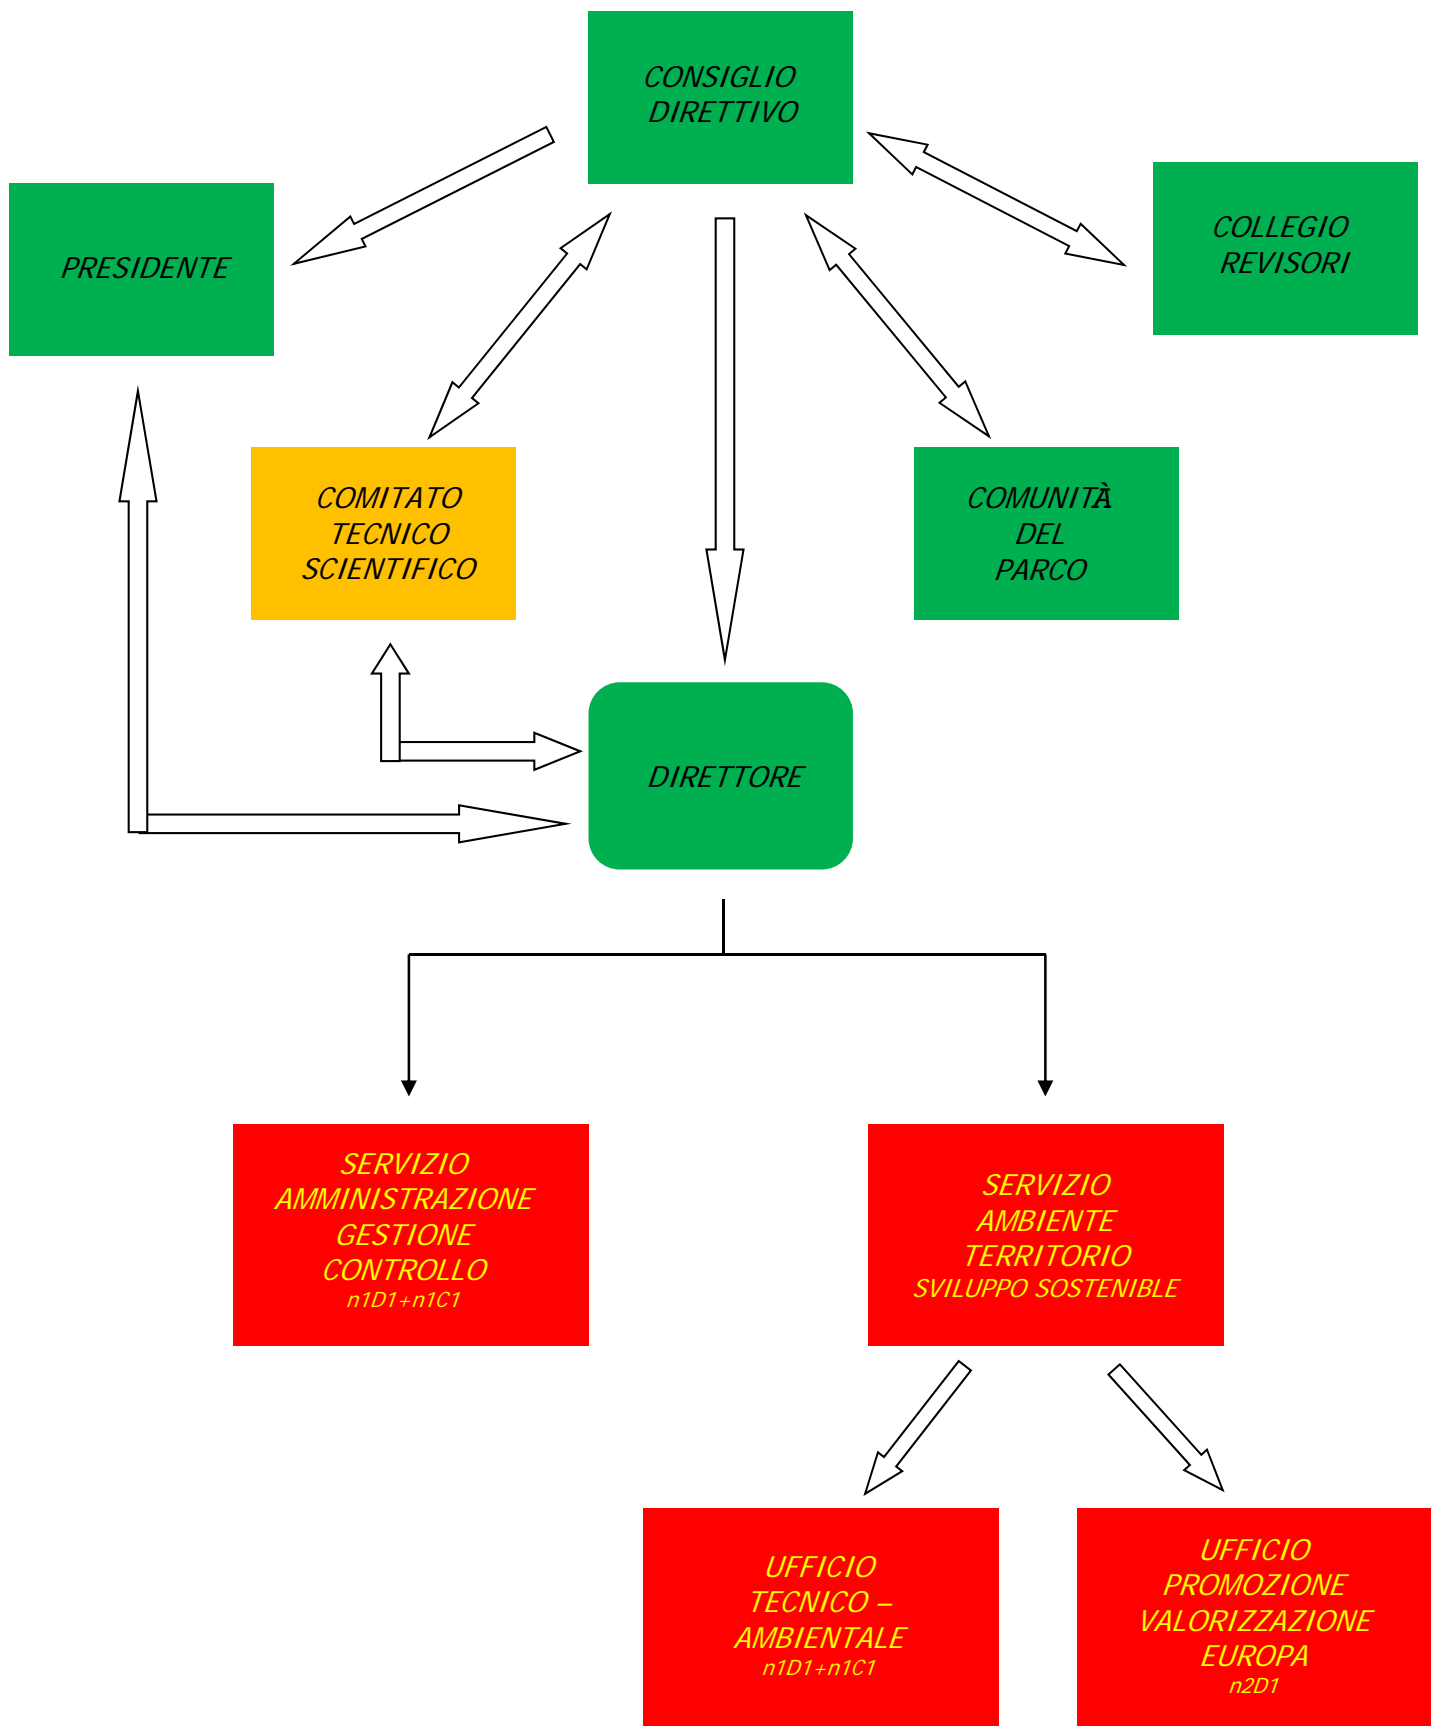 CONSIGLIO
DIRETTIVO
PRESIDENTE
COLLEGIO
REVISORI
COMITATO
TECNICO
SCIENTIFICO
COMUNITÀ
DEL
PARCO
DIRETTORE
SERVIZIO
AMMINISTRAZIONE
GESTIONE
CONTROLLO
n1D1+n1C1
SERVIZIO
AMBIENTE
TERRITORIO
SVILUPPO SOSTENIBLE
UFFICIO
TECNICO –
AMBIENTALE
n1D1+n1C1
UFFICIO
PROMOZIONE
VALORIZZAZIONE
EUROPA
n2D1